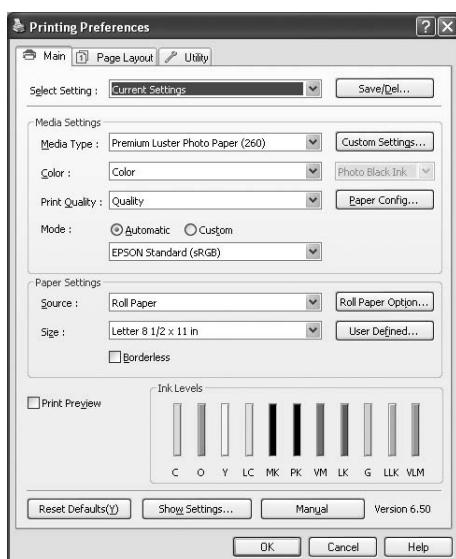 Printing Preferences
Main Page Layout Utility
Select Setting : Current Settings Save/Del...
Media Settings
Media Type : Premium Luster Photo Paper (260) Custom Settings...
Color : Color Photo Black Ink
Print Quality : Quality Paper Config...
Mode : Automatic Custom
EPSON Standard (sRGB)
Paper Settings
Source : Roll Paper Roll Paper Option...
Size : Letter 8 1/2 x 11 in User Defined...
Borderless
Print Preview
Ink Levels
C O Y LC MK PK VM LK G LLK VLM
Reset Defaults(Y) Show Settings... Manual Version 6.50
OK Cancel Help